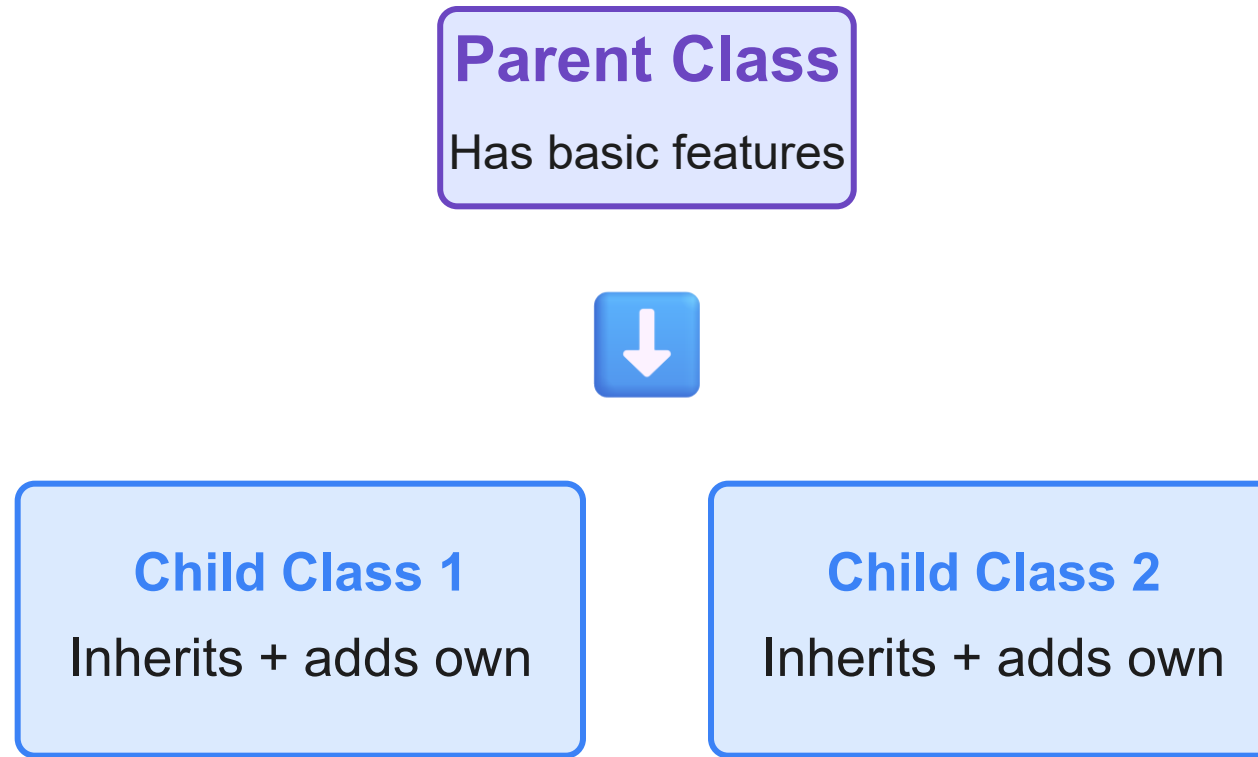 Parent Class
Has basic features
Child Class 1
Inherits + adds own
Child Class 2
Inherits + adds own